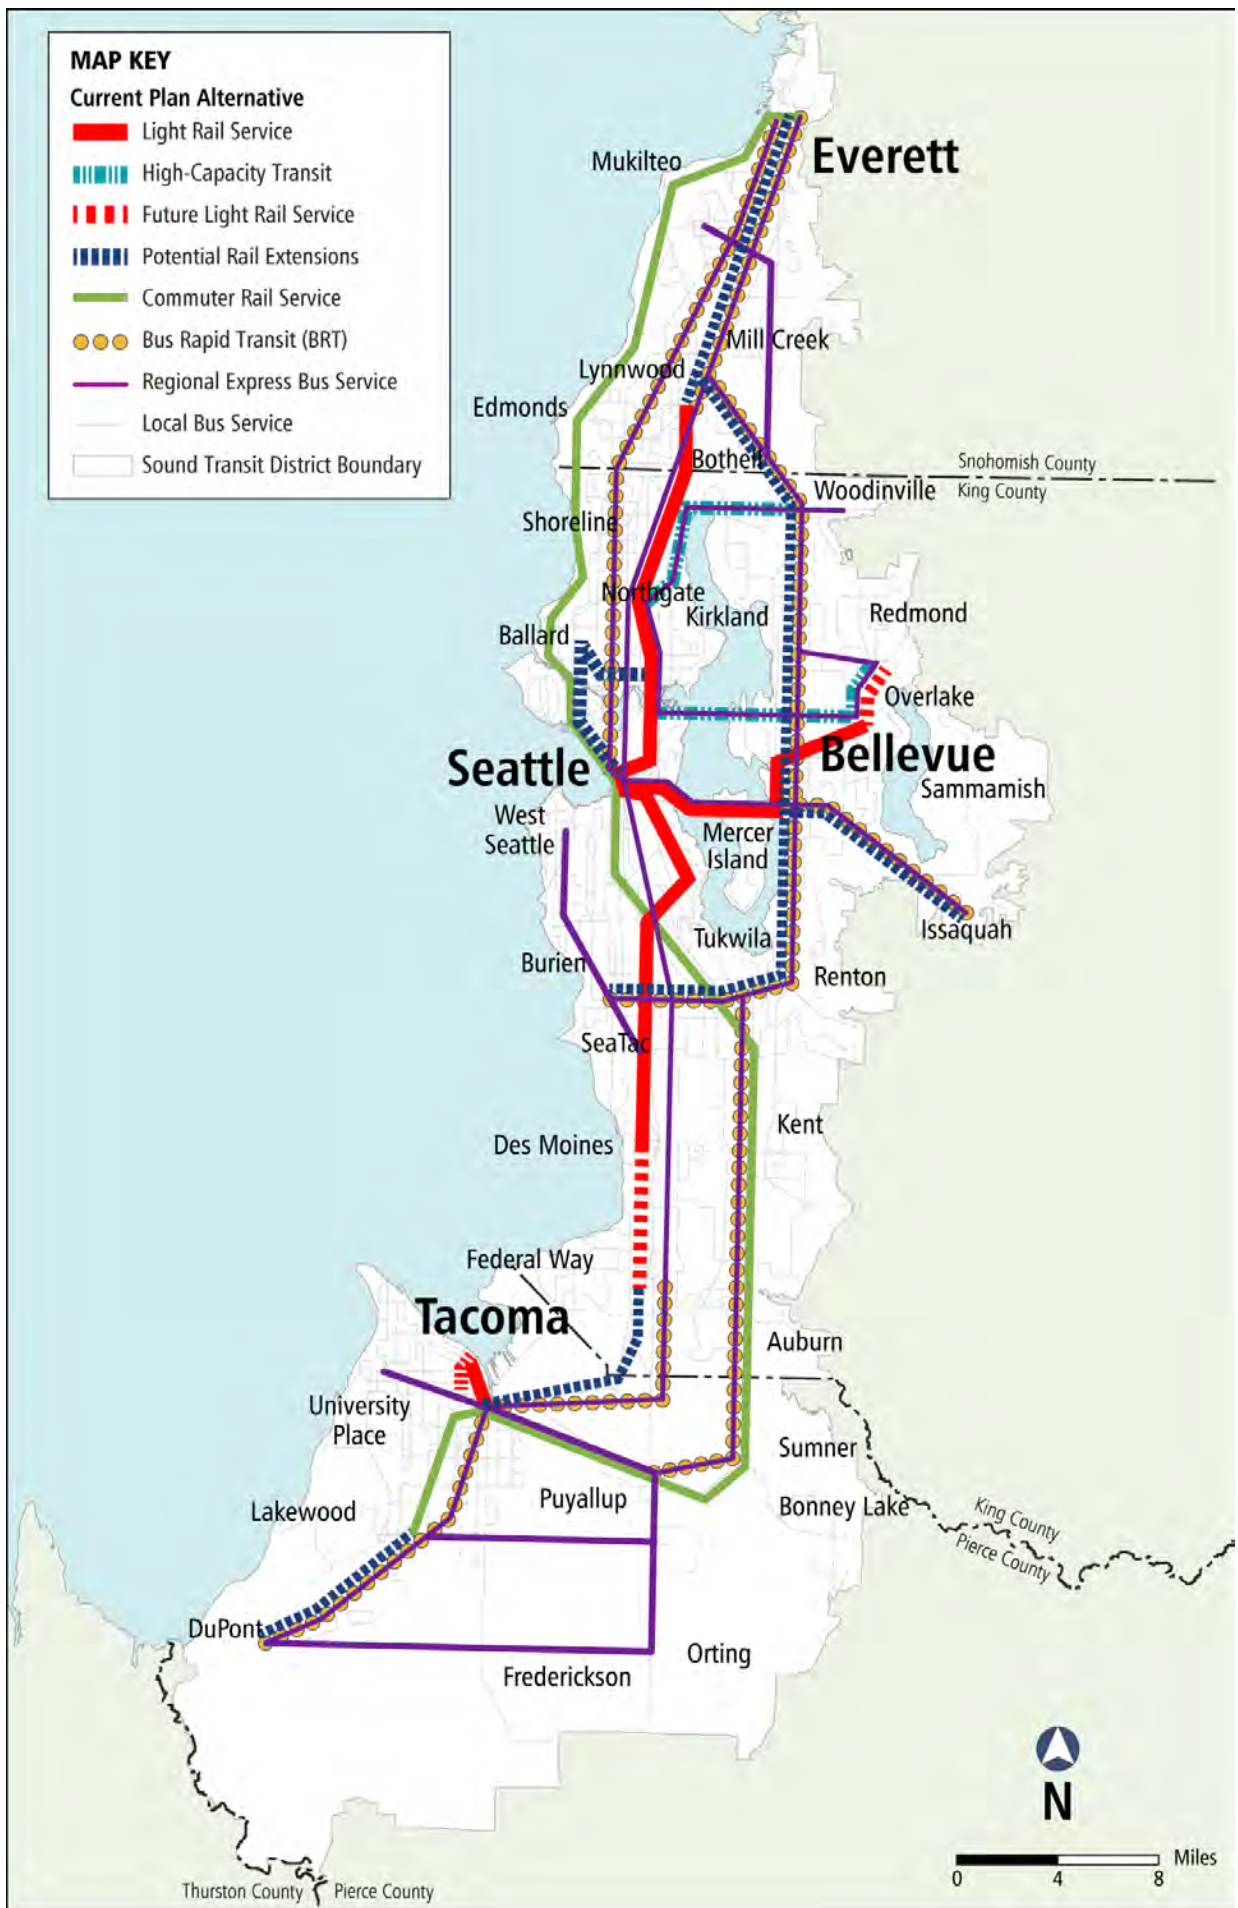 MAP KEY
Current Plan Alternative
Light Rail Service
High-Capacity Transit
Future Light Rail Service
Potential Rail Extensions
Commuter Rail Service
Bus Rapid Transit (BRT)
Regional Express Bus Service
Local Bus Service
Sound Transit District Boundary
Everett
Mukilteo
Mill Creek
Lynnwood
Edmonds
Bothell
Snohomish County
King County
Woodinville
Shoreline
Northgate
Kirkland
Redmond
Ballard
Overlake
Seattle
Bellevue
Sammamish
West
Seattle
Mercer
Island
Issaquah
Tukwila
Burien
Renton
SeaTac
Kent
Des Moines
Federal Way
Tacoma
Auburn
University
Place
Sumner
Puyallup
Bonney Lake
Lakewood
King County
Pierce County
DuPont
Orting
Frederickson
N
Miles
0 4 8
Thurston County
Pierce County